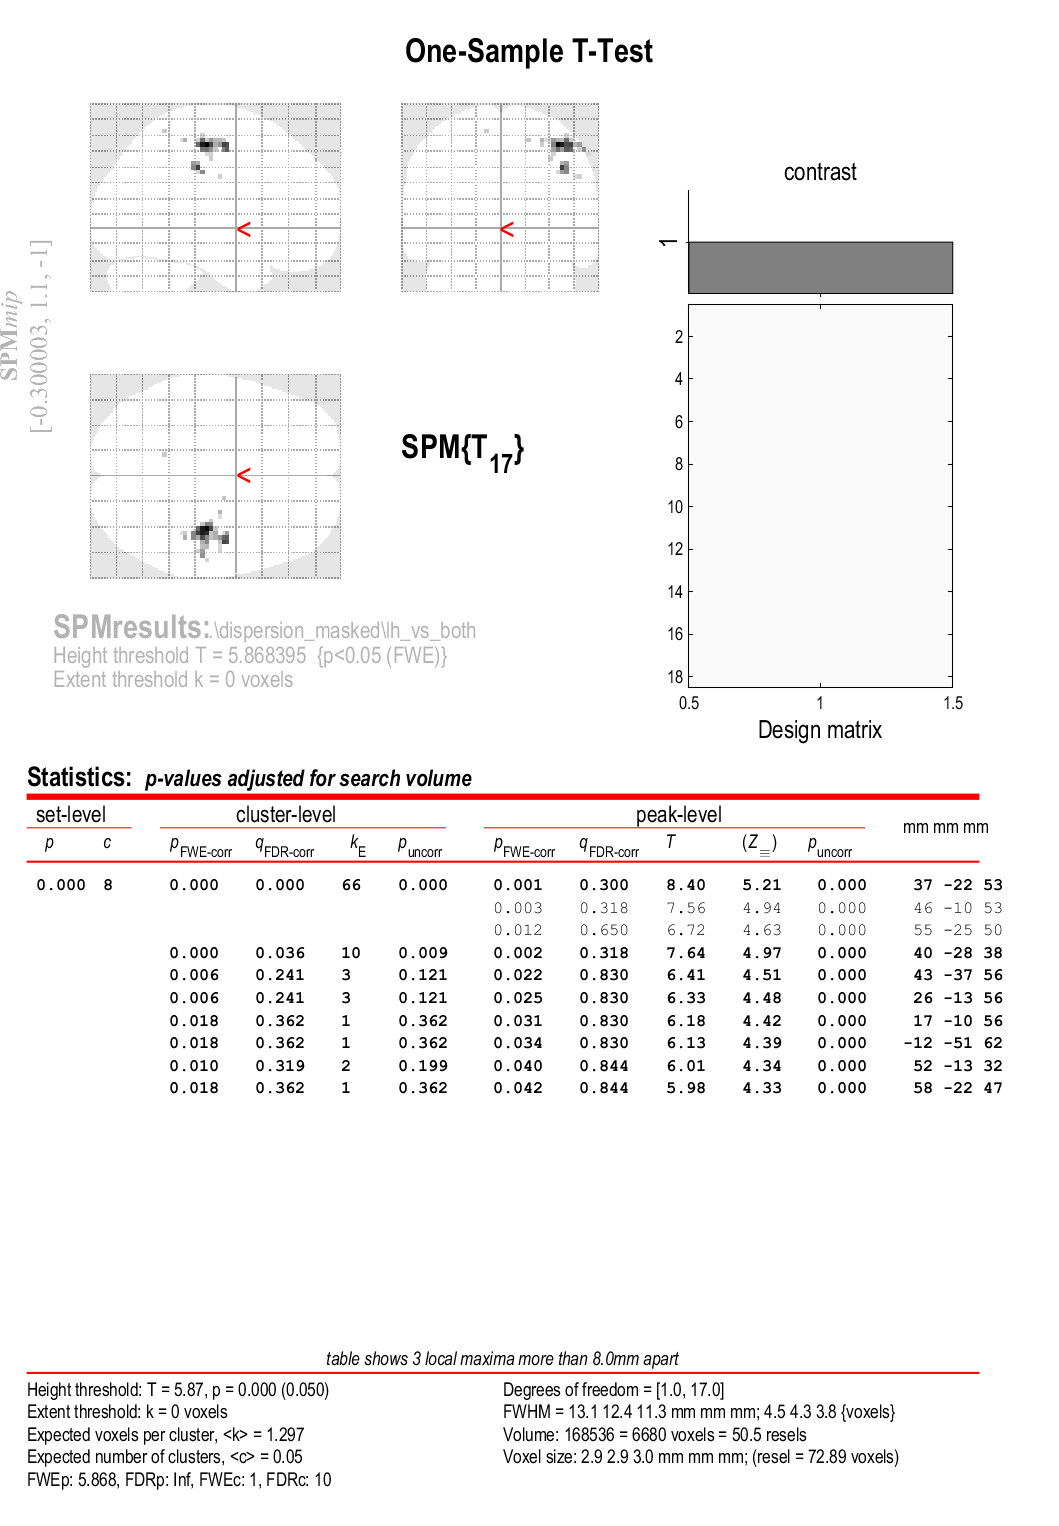 One-Sample T-Test
SPMmip
[-0.300003, 1.1, -1]
<
<
<
SPM{T17}
contrast
1
2
4
6
8
10
12
14
16
18
0.5 1 1.5
Design matrix
SPMresults:.\dispersion_masked\lh_vs_both
Height threshold T = 5.868395 {p<0.05 (FWE)}
Extent threshold k = 0 voxels
Statistics: p-values adjusted for search volume
set-level cluster-level peak-level mm mm mm
p c pFWE-corr qFDR-corr kE puncorr pFWE-corr qFDR-corr T (Z≡) puncorr
0.000 8 0.000 0.000 66 0.000 0.001 0.300 8.40 5.21 0.000 37 -22 53
0.003 0.318 7.56 4.94 0.000 46 -10 53
0.012 0.650 6.72 4.63 0.000 55 -25 50
0.000 0.036 10 0.009 0.002 0.318 7.64 4.97 0.000 40 -28 38
0.006 0.241 3 0.121 0.022 0.830 6.41 4.51 0.000 43 -37 56
0.006 0.241 3 0.121 0.025 0.830 6.33 4.48 0.000 26 -13 56
0.018 0.362 1 0.362 0.031 0.830 6.18 4.42 0.000 17 -10 56
0.018 0.362 1 0.362 0.034 0.830 6.13 4.39 0.000 -12 -51 62
0.010 0.319 2 0.199 0.040 0.844 6.01 4.34 0.000 52 -13 32
0.018 0.362 1 0.362 0.042 0.844 5.98 4.33 0.000 58 -22 47
table shows 3 local maxima more than 8.0mm apart
Height threshold: T = 5.87, p = 0.000 (0.050)
Extent threshold: k = 0 voxels
Expected voxels per cluster, <k> = 1.297
Expected number of clusters, <c> = 0.05
FWEp: 5.868, FDRp: Inf, FWEc: 1, FDRc: 10
Degrees of freedom = [1.0, 17.0]
FWHM = 13.1 12.4 11.3 mm mm mm; 4.5 4.3 3.8 {voxels}
Volume: 168536 = 6680 voxels = 50.5 resels
Voxel size: 2.9 2.9 3.0 mm mm mm; (resel = 72.89 voxels)